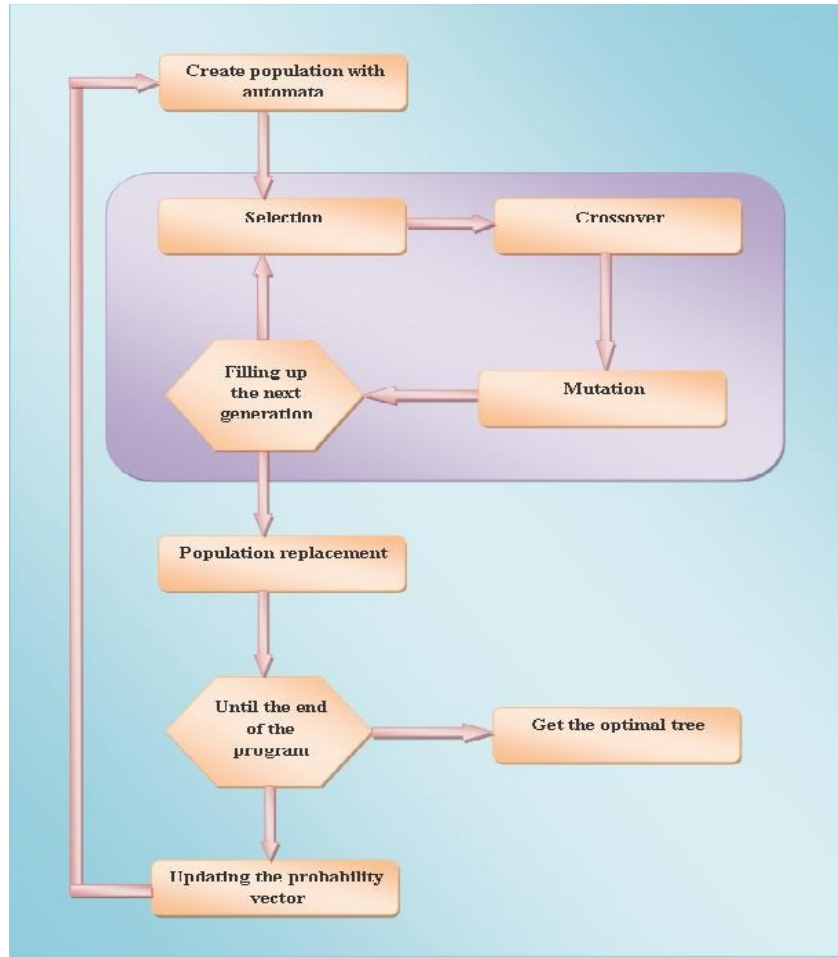 Create population with
automata
Selection
Crossover
Filling up
the next
generation
Mutation
Population replacement
Until the end
of the
program
Get the optimal tree
Updating the probability
vector